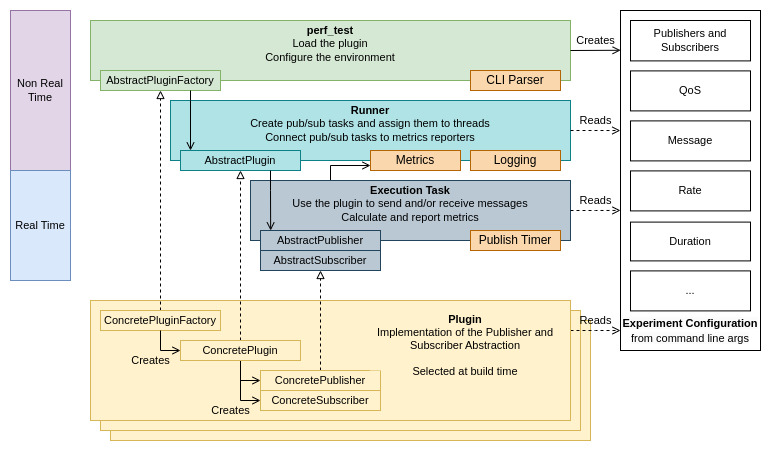 Non Real
Time
Real Time
perf_test
Load the plugin
Configure the environment
AbstractPluginFactory
CLI Parser
Runner
Create pub/sub tasks and assign them to threads
Connect pub/sub tasks to metrics reporters
AbstractPlugin
Metrics
Logging
Execution Task
Use the plugin to send and/or receive messages
Calculate and report metrics
AbstractPublisher
AbstractSubscriber
Publish Timer
ConcretePluginFactory
Creates
ConcretePlugin
Creates
ConcretePublisher
ConcreteSubscriber
Plugin
Implementation of the Publisher and
Subscriber Abstraction
Selected at build time
Creates
Reads
Reads
Reads
Publishers and
Subscribers
QoS
Message
Rate
Duration
...
Experiment Configuration
from command line args